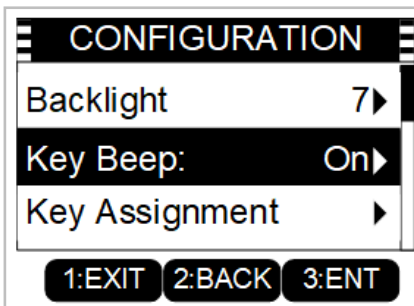 CONFIGURATION
Backlight 7
Key Beep: On
Key Assignment
1:EXIT 2:BACK 3:ENT